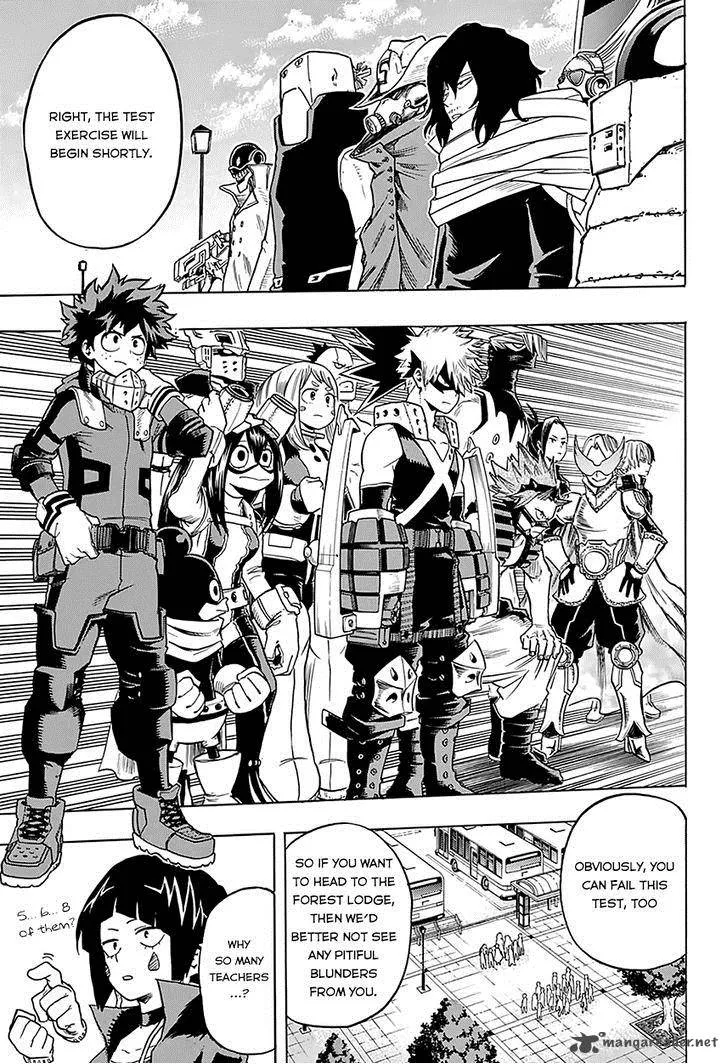 RIGHT, THE TEST
EXERCISE WILL
BEGIN SHORTLY.
OBVIOUSLY, YOU
CAN FAIL THIS
TEST, TOO
SO IF YOU WANT
TO HEAD TO THE
FOREST LODGE,
THEN WE'D
BETTER NOT SEE
ANY PITIFUL
BLUNDERS
FROM YOU.
WHY
SO MANY
TEACHERS
...?
5... 6... 8
of them?
mangareader.net